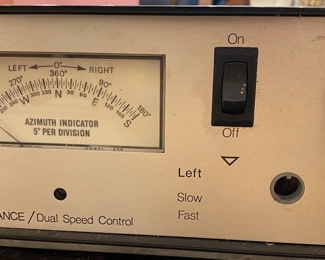 LEFT 0° RIGHT
360°
270° 90°
180°
W N E S
AZIMUTH INDICATOR
5° PER DIVISION
On
Off
Left
Slow
Fast
ANCE / Dual Speed Control